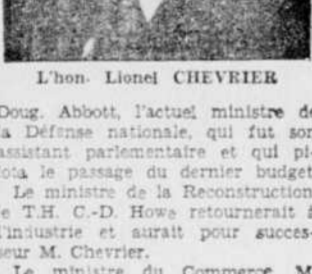 L'hon. Lionel CHEVRIER
Doug. Abbott, l'actuel ministre de
la Défense nationale, qui fut son
assistant parlementaire et qui pi-
lota le passage du dernier budget
Le ministre de la Reconstruction
le T.H. C.-D. Howe retournerait à
l'industrie et aurait pour succes-
seur M. Chevrier.
Le ministre du Commerce, M.